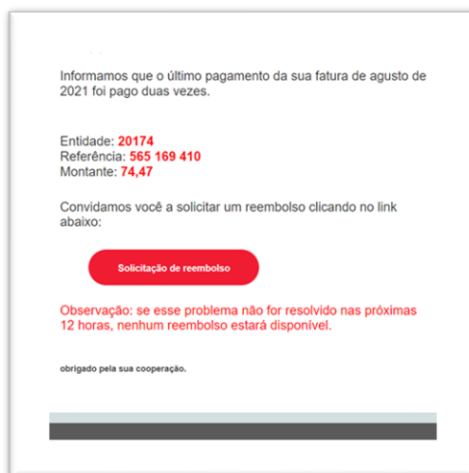 Informamos que o último pagamento da sua fatura de agusto de
2021 foi pago duas vezes.
Entidade: 20174
Referência: 565 169 410
Montante: 74,47
Convidamos você a solicitar um reembolso clicando no link
abaixo:
Solicitação de reembolso
Observação: se esse problema não for resolvido nas próximas
12 horas, nenhum reembolso estará disponível.
obrigado pela sua cooperação.